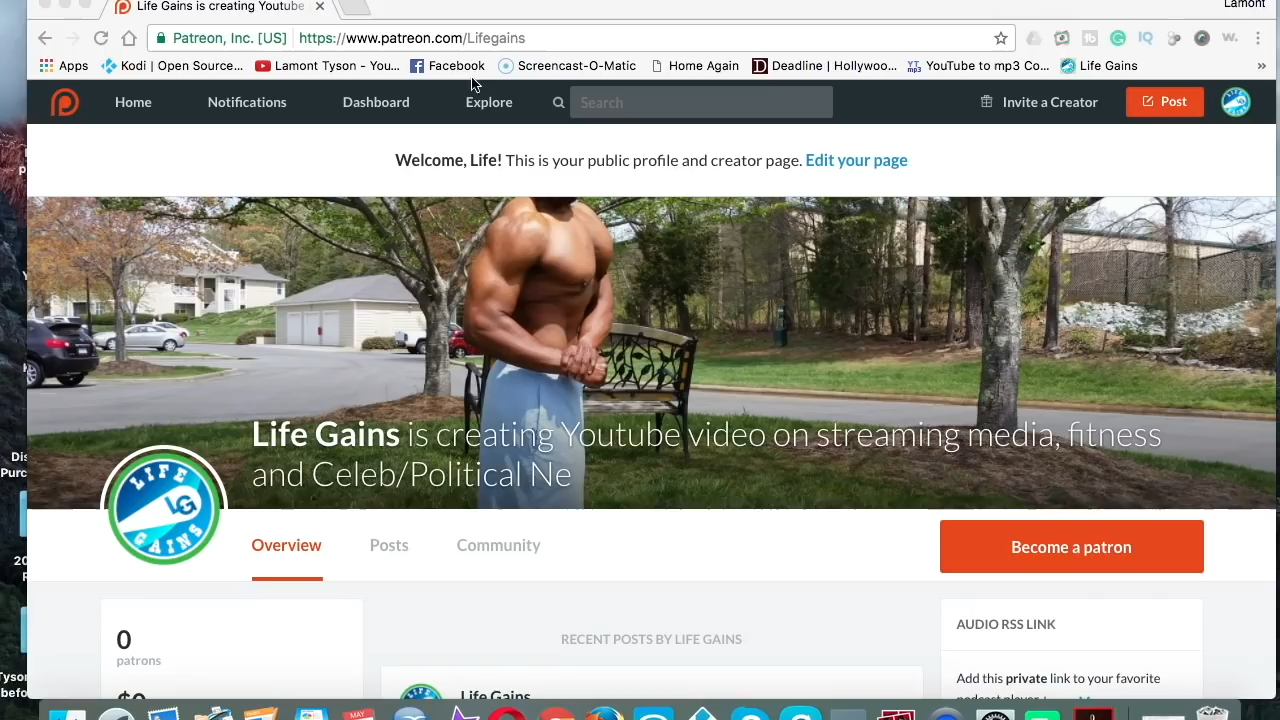 Life Gains is creating Youtube
Lamont
Patreon, Inc. [US] https://www.patreon.com/Lifegains
Apps Kodi | Open Source... Lamont Tyson - You... Facebook Screencast-O-Matic Home Again Deadline | Hollywoo... YouTube to mp3 Co... Life Gains »
Home Notifications Dashboard Explore Search Invite a Creator Post
Welcome, Life! This is your public profile and creator page. Edit your page
Life Gains is creating Youtube video on streaming media, fitness
and Celeb/Political Ne
LIFE
LG
GAINS
Overview Posts Community Become a patron
0
patrons
RECENT POSTS BY LIFE GAINS
AUDIO RSS LINK
Add this private link to your favorite
Life Gains
MAY